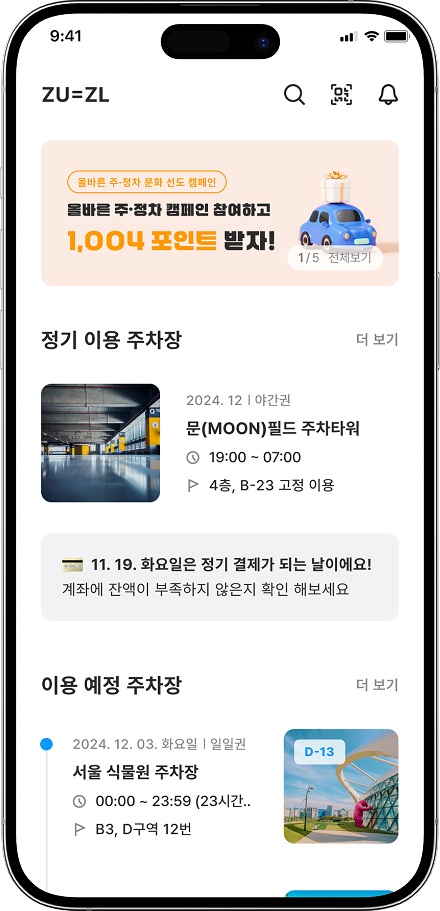 9:41
ZU=ZL
올바른 주·정차 문화 선도 캠페인
올바른 주·정차 캠페인 참여하고
1,004 포인트 받자!
1/5 전체보기
정기 이용 주차장
더 보기
2024. 12 | 야간권
문(MOON)필드 주차타워
19:00 ~ 07:00
4층, B-23 고정 이용
11. 19. 화요일은 정기 결제가 되는 날이에요!
계좌에 잔액이 부족하지 않은지 확인 해보세요
이용 예정 주차장
더 보기
2024. 12. 03. 화요일 | 일일권
D-13
서울 식물원 주차장
00:00 ~ 23:59 (23시간..
B3, D구역 12번